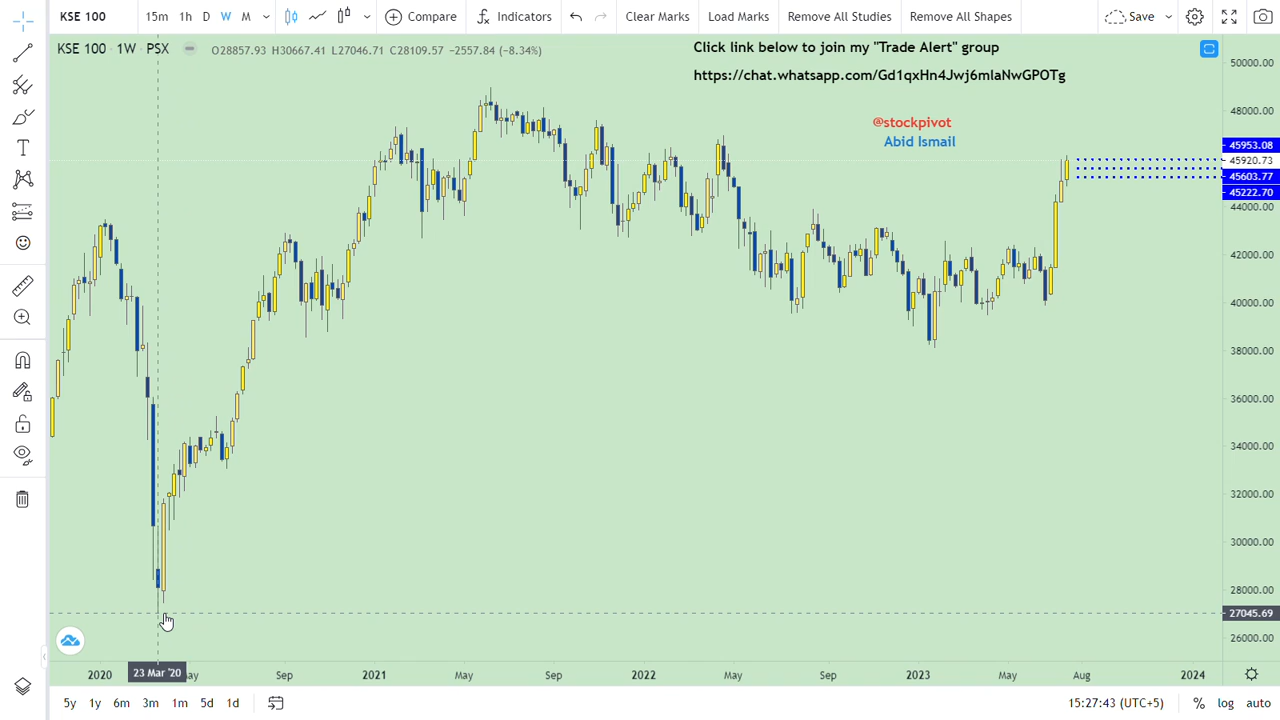 KSE 100 15m 1h D W M Compare Indicators Clear Marks Load Marks Remove All Studies Remove All Shapes Save
KSE 100 · 1W · PSX O28857.93 H30667.41 L27046.71 C28109.57 −2557.84 (−8.34%)
Click link below to join my "Trade Alert" group
https://chat.whatsapp.com/Gd1qxHn4Jwj6mlaNwGPOTg
@stockpivot
Abid Ismail
50000.00
48000.00
45953.08
45920.73
45603.77
45222.70
44000.00
42000.00
40000.00
38000.00
36000.00
34000.00
32000.00
30000.00
28000.00
27045.69
26000.00
2020 23 Mar '20 May Sep 2021 May Sep 2022 May Sep 2023 May Aug 2024
5y 1y 6m 3m 1m 5d 1d 15:27:43 (UTC+5) % log auto